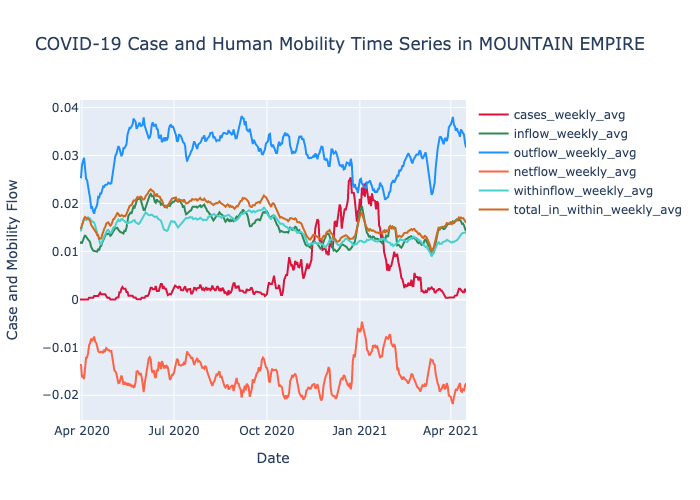 COVID-19 Case and Human Mobility Time Series in MOUNTAIN EMPIRE
cases_weekly_avg
inflow_weekly_avg
outflow_weekly_avg
netflow_weekly_avg
withinflow_weekly_avg
total_in_within_weekly_avg
Case and Mobility Flow
0.04
0.03
0.02
0.01
0
−0.01
−0.02
Apr 2020 Jul 2020 Oct 2020 Jan 2021 Apr 2021
Date